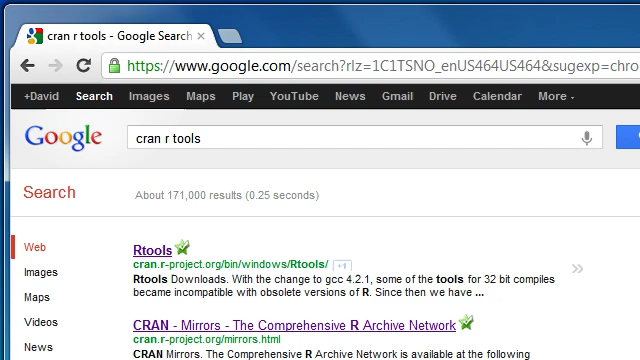 cran r tools - Google Search
https://www.google.com/search?rlz=1C1TSNO_enUS464US464&sugexp=chro
+David Search Images Maps Play YouTube News Gmail Drive Calendar More
Google cran r tools
Search About 171,000 results (0.25 seconds)
Web
Images
Maps
Videos
News
Rtools
cran.r-project.org/bin/windows/Rtools/ +1
Rtools Downloads. With the change to gcc 4.2.1, some of the tools for 32 bit compiles
became incompatible with obsolete versions of R. Since then we have ...
CRAN - Mirrors - The Comprehensive R Archive Network
cran.r-project.org/mirrors.html
CRAN Mirrors. The Comprehensive R Archive Network is available at the following